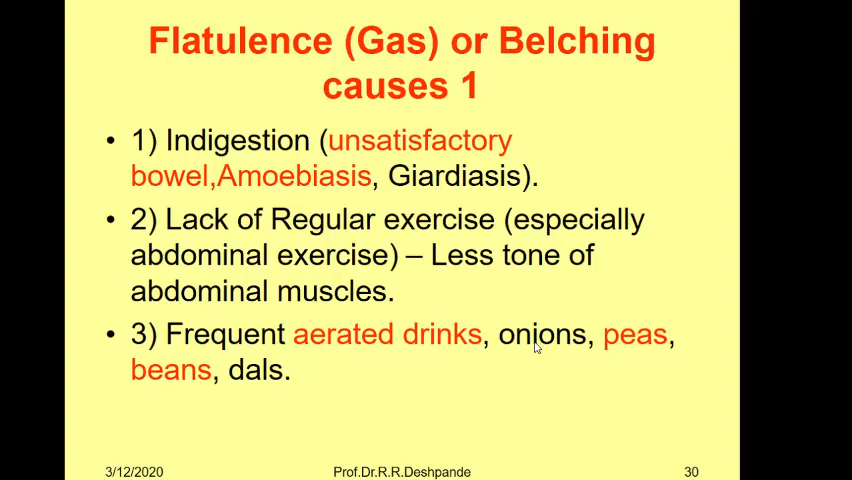 Flatulence (Gas) or Belching
causes 1
• 1) Indigestion (unsatisfactory
bowel,Amoebiasis, Giardiasis).
• 2) Lack of Regular exercise (especially
abdominal exercise) – Less tone of
abdominal muscles.
• 3) Frequent aerated drinks, onions, peas,
beans, dals.
3/12/2020 Prof.Dr.R.R.Deshpande 30